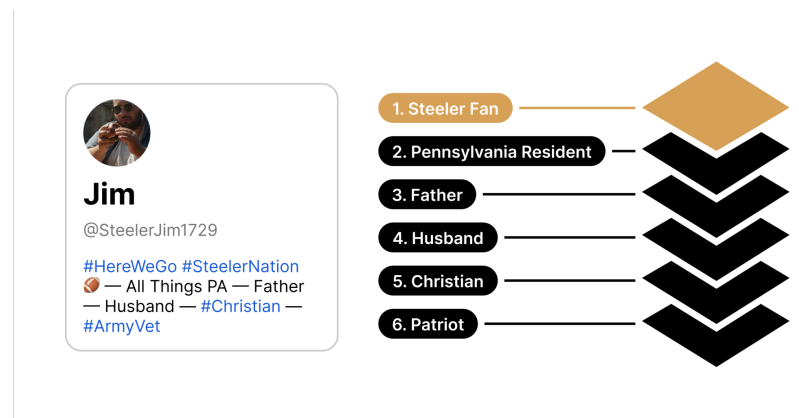 Jim
@SteelerJim1729
#HereWeGo #SteelerNation
🏈 — All Things PA — Father
— Husband — #Christian —
#ArmyVet
1. Steeler Fan
2. Pennsylvania Resident
3. Father
4. Husband
5. Christian
6. Patriot